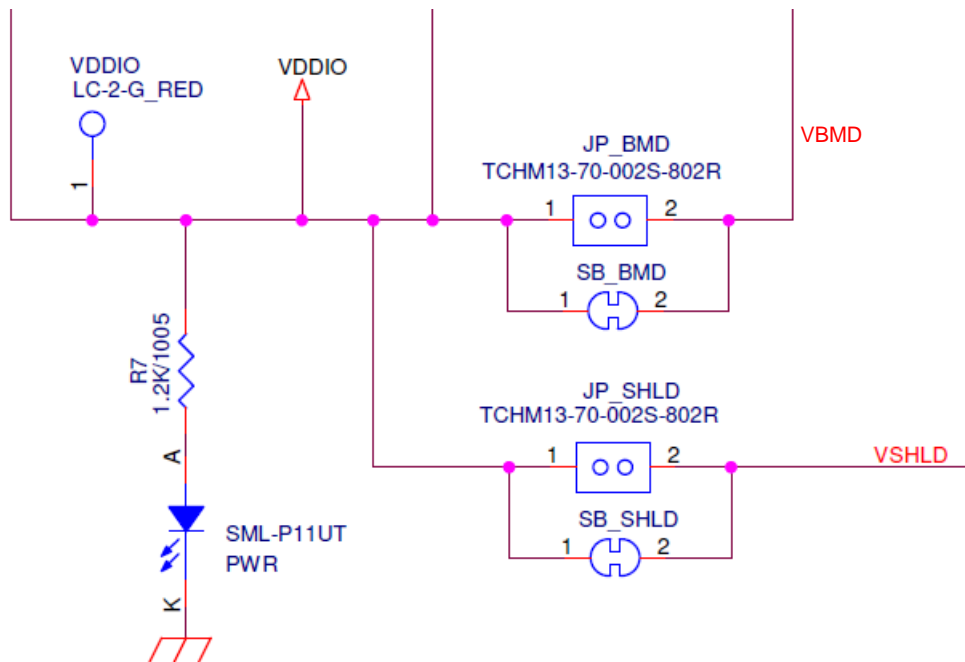 VDDIO
LC-2-G_RED
1
VDDIO
VBMD
JP_BMD
TCHM13-70-002S-802R
1
2
SB_BMD
1
2
R7
1.2K/1005
JP_SHLD
TCHM13-70-002S-802R
1
2
VSHLD
A
SB_SHLD
1
2
SML-P11UT
PWR
K